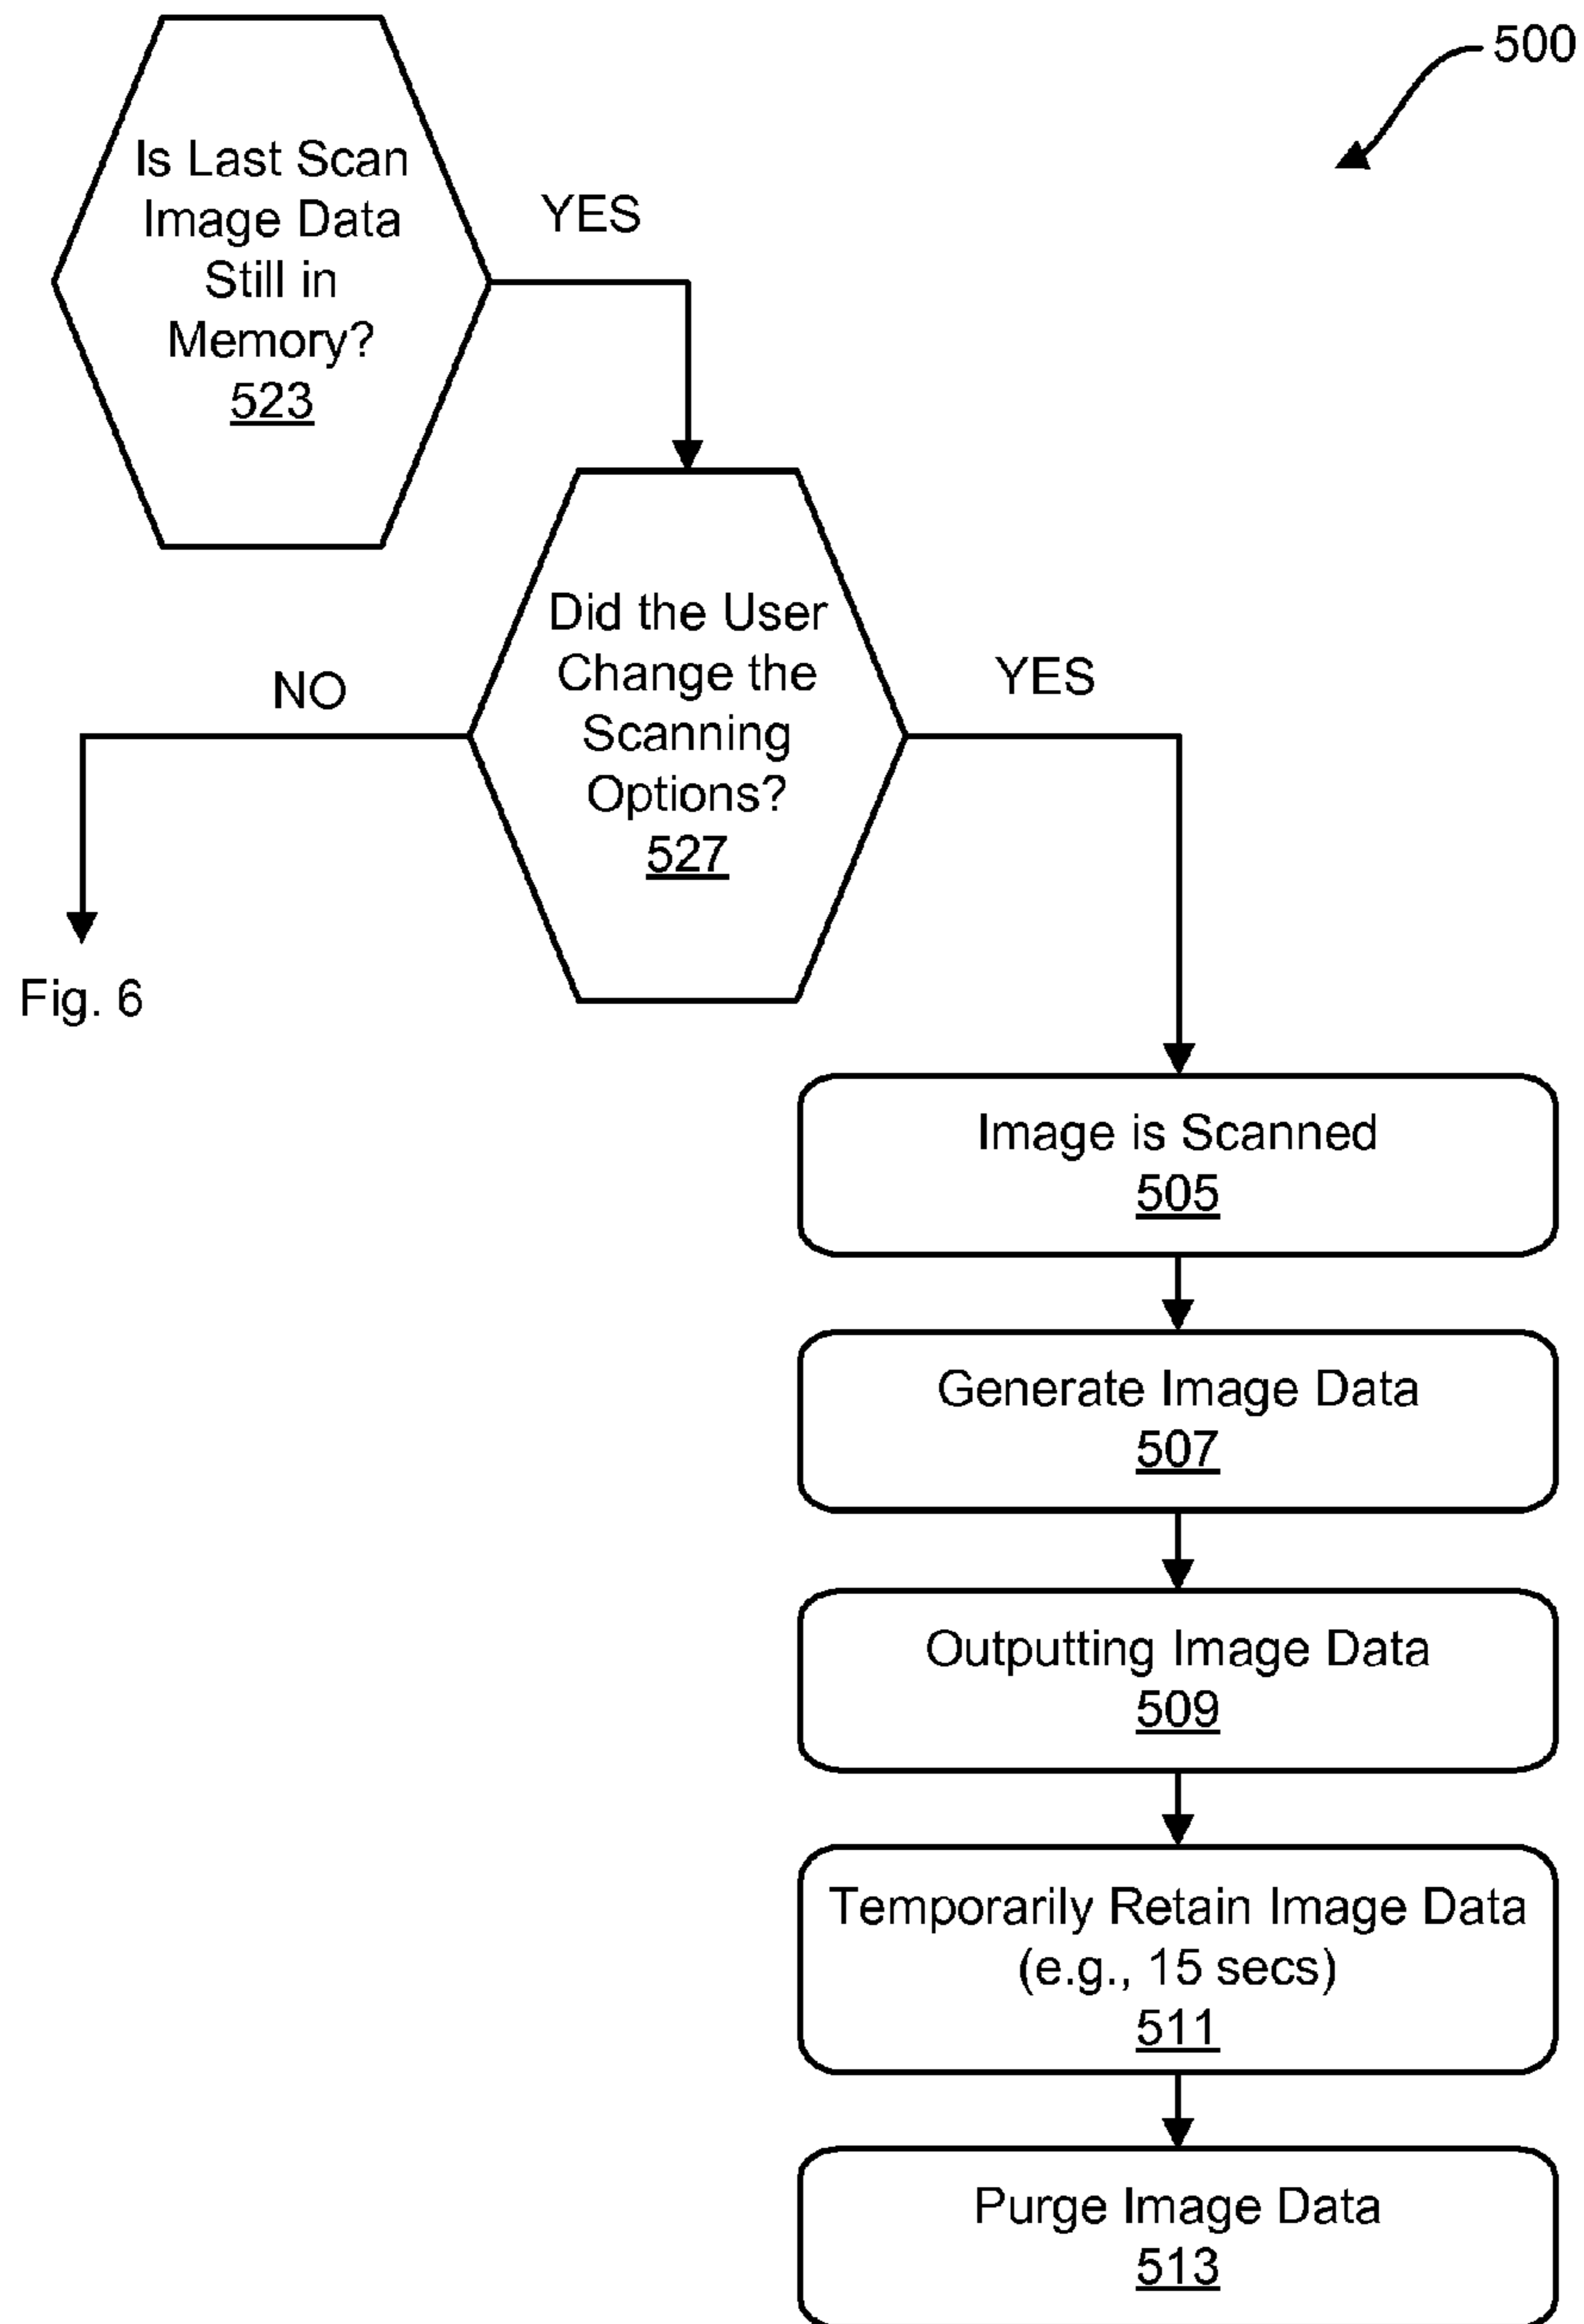 500
Is Last Scan
Image Data
Still in
Memory?
523
YES
Did the User
Change the
Scanning
Options?
527
NO
YES
Fig. 6
Image is Scanned
505
Generate Image Data
507
Outputting Image Data
509
Temporarily Retain Image Data
(e.g., 15 secs)
511
Purge Image Data
513